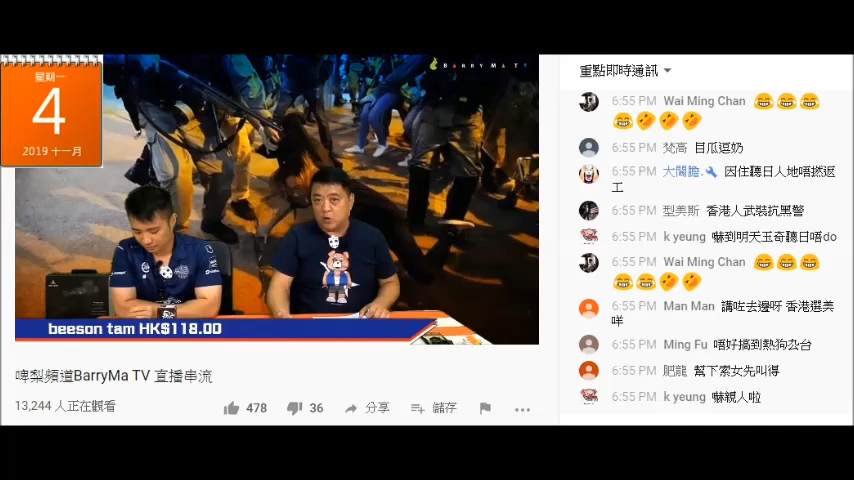 星期一
4
2019 十一月
BARRYMA TV
beeson tam HK$118.00
啤梨頻道BarryMa TV 直播串流
13,244 人正在觀看
478
36
分享
儲存
重點即時通訊
6:55 PM Wai Ming Chan 😂😂😂
😂🤣🤣🤣
6:55 PM 梵高 目瓜逗奶
6:55 PM 大閘膽. 因住聽日人地唔撚返
工
6:55 PM 型美斯 香港人武裝抗黑警
6:55 PM k yeung 嚇到明天玉奇聽日唔do
6:55 PM Wai Ming Chan 😂😂😂
😂😂🤣🤣
6:55 PM Man Man 講咗去邊呀 香港選美
咩
6:55 PM Ming Fu 唔好搞到熱狗公台
6:55 PM 肥龍 幫下索女先叫得
6:55 PM k yeung 嚇親人啦